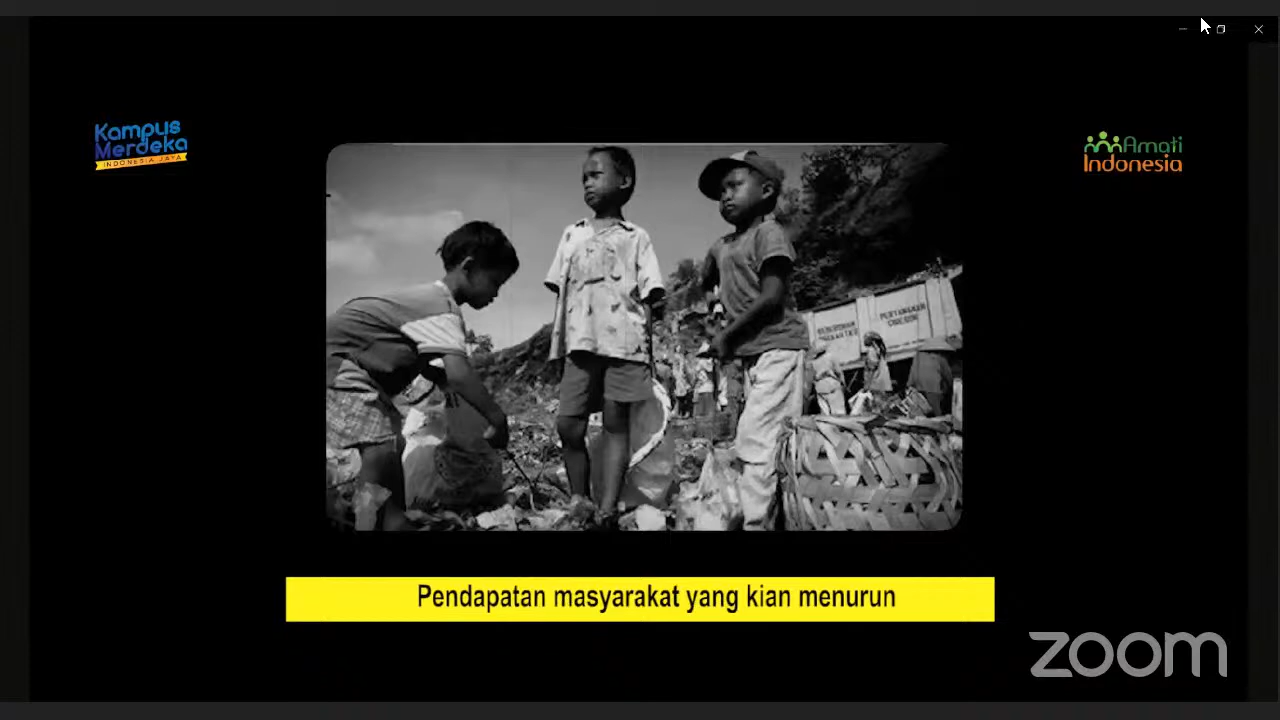 Kampus
Merdeka
INDONESIA JAYA
Amati
Indonesia
Pendapatan masyarakat yang kian menurun
zoom